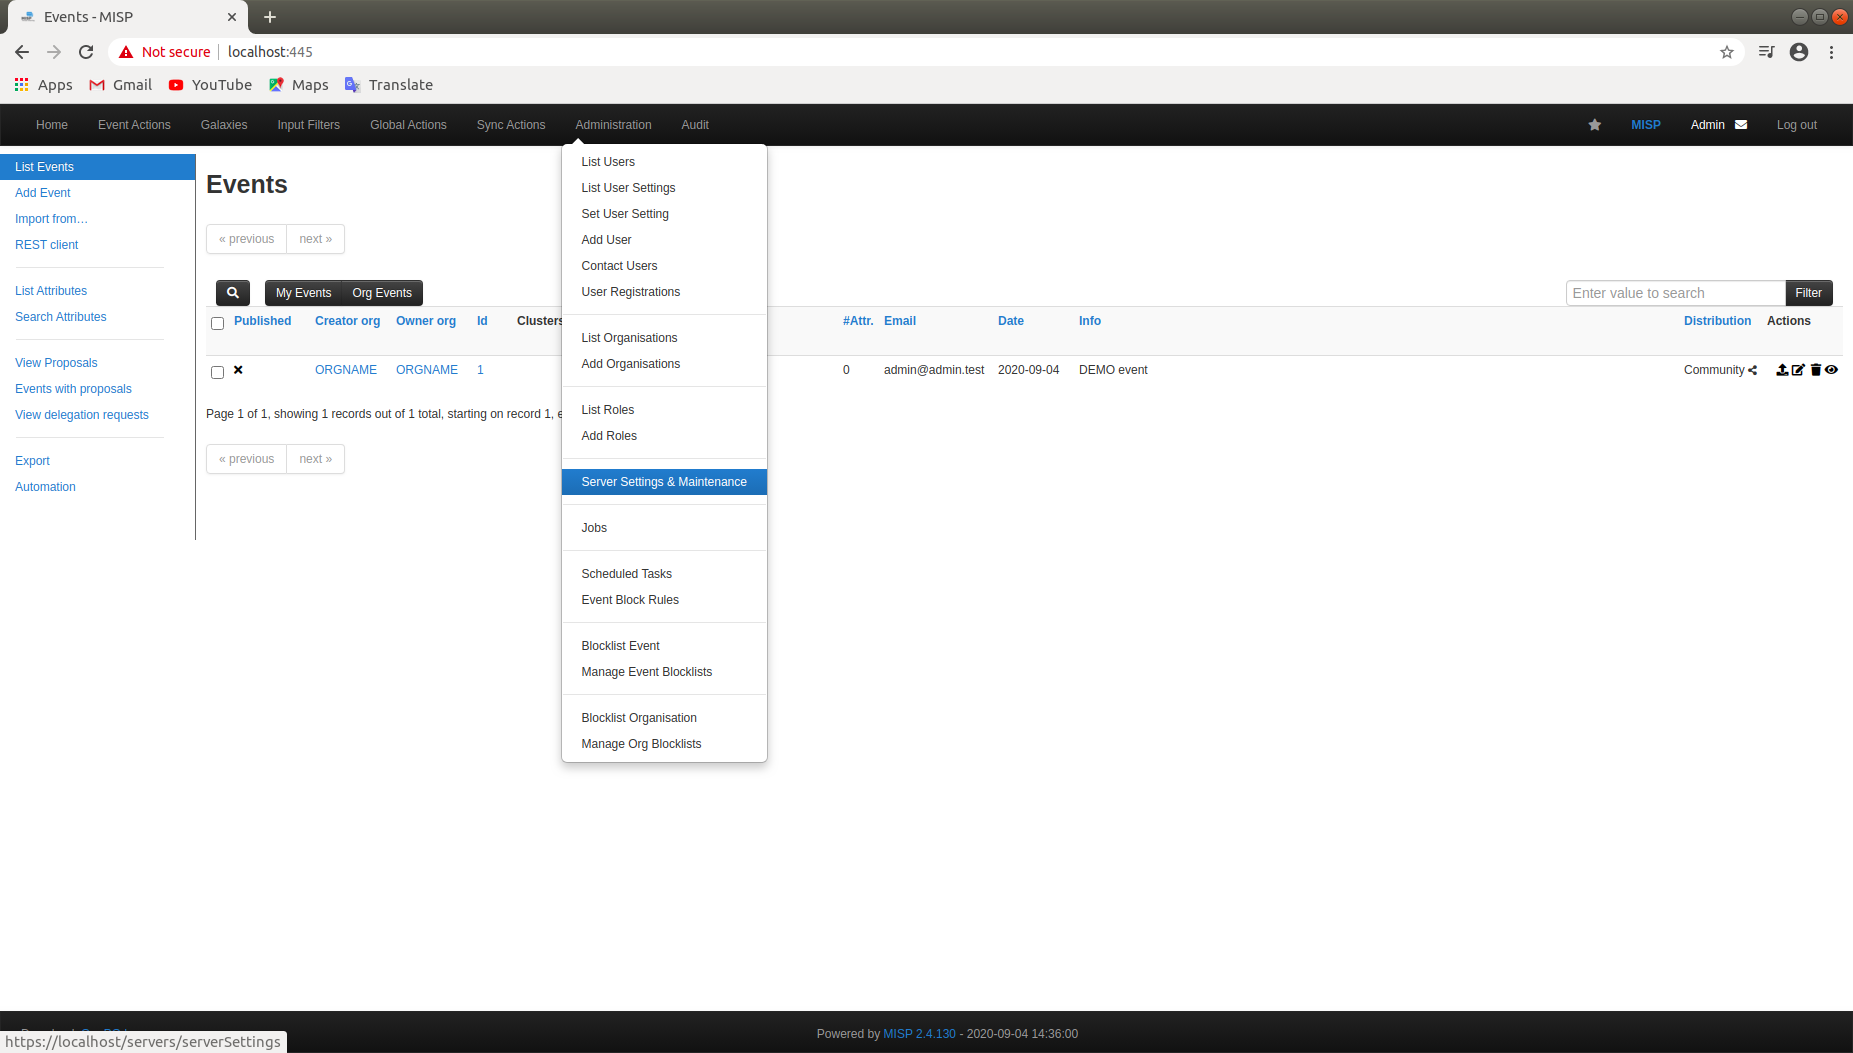 Events - MISP
Not secure localhost:445
Apps Gmail YouTube Maps Translate
Home Event Actions Galaxies Input Filters Global Actions Sync Actions Administration Audit MISP Admin Log out
List Events
Add Event
Import from…
REST client
List Attributes
Search Attributes
View Proposals
Events with proposals
View delegation requests
Export
Automation
Events
« previous next »
My Events Org Events Enter value to search Filter
Published Creator org Owner org Id Clusters #Attr. Email Date Info Distribution Actions
ORGNAME ORGNAME 1 0 admin@admin.test 2020-09-04 DEMO event Community
Page 1 of 1, showing 1 records out of 1 total, starting on record 1,
« previous next »
List Users
List User Settings
Set User Setting
Add User
Contact Users
User Registrations
List Organisations
Add Organisations
List Roles
Add Roles
Server Settings & Maintenance
Jobs
Scheduled Tasks
Event Block Rules
Blocklist Event
Manage Event Blocklists
Blocklist Organisation
Manage Org Blocklists
Powered by MISP 2.4.130 - 2020-09-04 14:36:00
https://localhost/servers/serverSettings